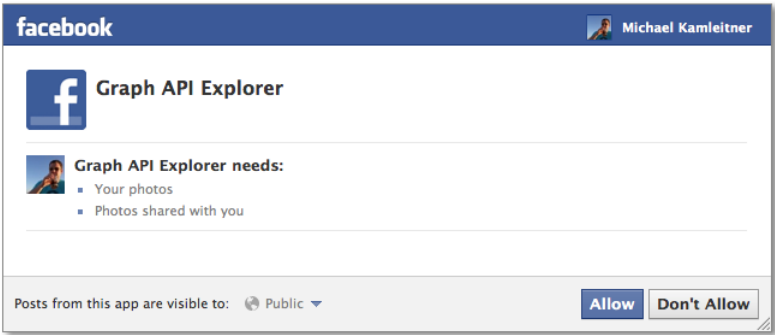 facebook
Michael Kamleitner
Graph API Explorer
Graph API Explorer needs:
Your photos
Photos shared with you
Posts from this app are visible to: Public
Allow
Don't Allow